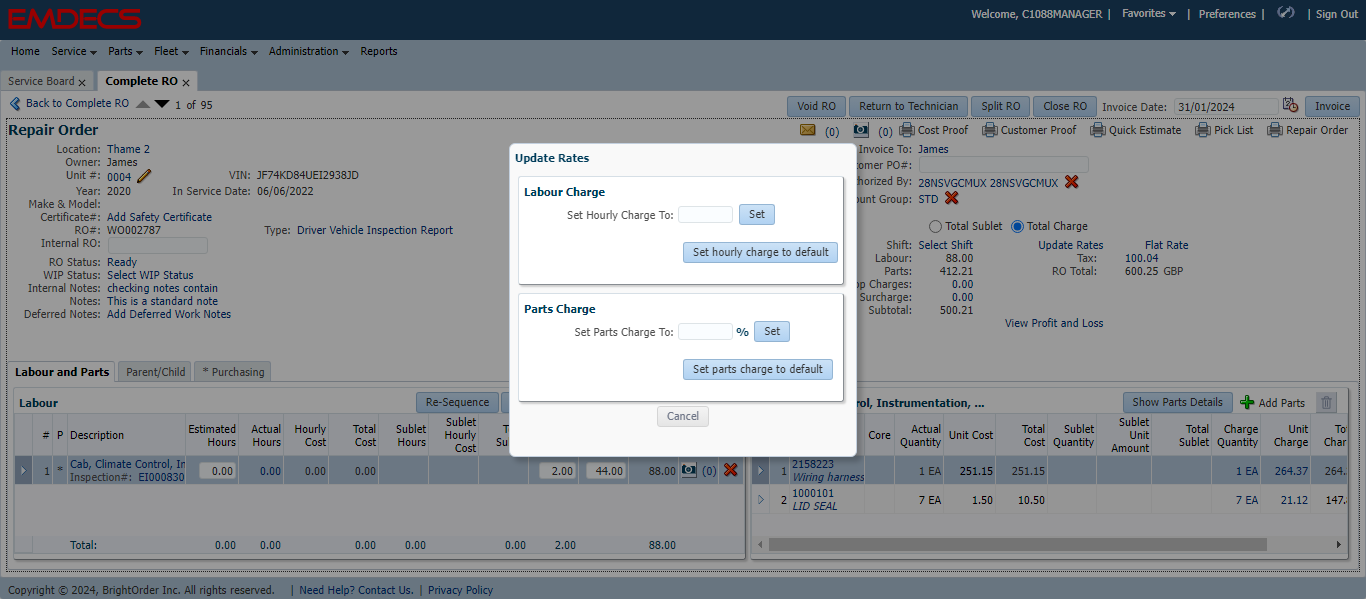 EMDECS
Welcome, C1088MANAGER | Favorites | Preferences | | Sign Out
Home Service Parts Fleet Financials Administration Reports
Service Board x Complete RO x
Back to Complete RO 1 of 95
Void RO Return to Technician Split RO Close RO Invoice Date: 31/01/2024 Invoice
Repair Order
(0) (0) Cost Proof Customer Proof Quick Estimate Pick List Repair Order
Location: Thame 2
Owner: James
Unit #: 0004 VIN: JF74KD84UEI2938JD
Year: 2020 In Service Date: 06/06/2022
Make & Model:
Certificate#: Add Safety Certificate
RO#: WO002787 Type: Driver Vehicle Inspection Report
Internal RO:
RO Status: Ready
WIP Status: Select WIP Status
Internal Notes: checking notes contain
Notes: This is a standard note
Deferred Notes: Add Deferred Work Notes
Update Rates
Labour Charge
Set Hourly Charge To: Set
Set hourly charge to default
Parts Charge
Set Parts Charge To: % Set
Set parts charge to default
Cancel
Invoice To: James
omer PO#:
horized By: 28NSVGCMUX 28NSVGCMUX
ount Group: STD
Total Sublet Total Charge
Shift: Select Shift Update Rates Flat Rate
Labour: 88.00 Tax: 100.04
Parts: 412.21 RO Total: 600.25 GBP
op Charges: 0.00
Surcharge: 0.00
Subtotal: 500.21
View Profit and Loss
Labour and Parts Parent/Child * Purchasing
Labour Re-Sequence
# P Description Estimated Hours Actual Hours Hourly Cost Total Cost Sublet Hours Sublet Hourly Cost
1 * Cab, Climate Control, In 0.00 0.00 0.00 0.00 2.00 44.00 88.00 (0)
Inspection#: EI000830
Total: 0.00 0.00 0.00 0.00 0.00 2.00 88.00
ol, Instrumentation, ... Show Parts Details Add Parts
Core Actual Quantity Unit Cost Total Cost Sublet Quantity Sublet Unit Amount Total Sublet Charge Quantity Unit Charge Tot Char
1 2158223 1 EA 251.15 251.15 1 EA 264.37 264.
Wiring harness
2 1000101 7 EA 1.50 10.50 7 EA 21.12 147.
LID SEAL
Copyright © 2024, BrightOrder Inc. All rights reserved. | Need Help? Contact Us. | Privacy Policy